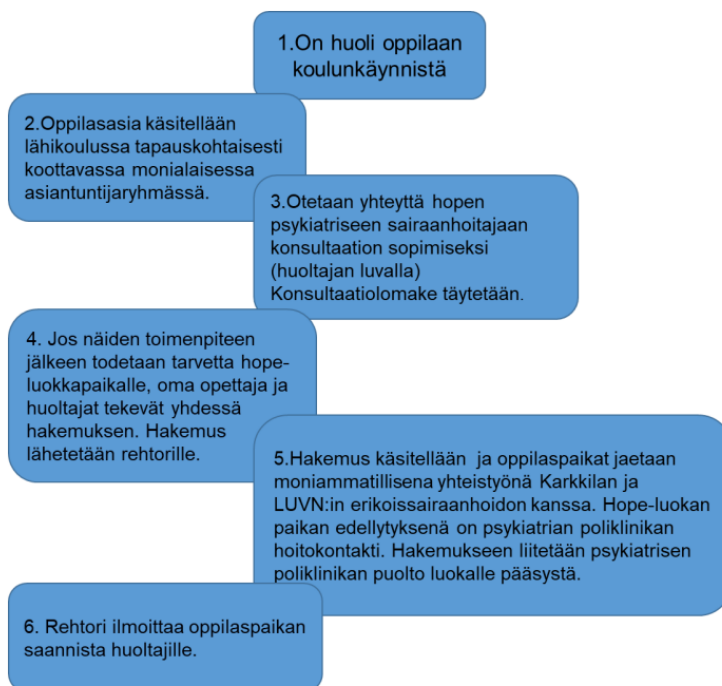 1.On huoli oppilaan
koulunkäynnistä
2.Oppilasasia käsitellään
lähikoulussa tapauskohtaisesti
koottavassa monialaisessa
asiantuntijaryhmässä.
3.Otetaan yhteyttä hopen
psykiatriseen sairaanhoitajaan
konsultaation sopimiseksi
(huoltajan luvalla)
Konsultaatiolomake täytetään.
4. Jos näiden toimenpiteen
jälkeen todetaan tarvetta hope-
luokkapaikalle, oma opettaja ja
huoltajat tekevät yhdessä
hakemuksen. Hakemus
lähetetään rehtorille.
5.Hakemus käsitellään ja oppilaspaikat jaetaan
moniammatillisena yhteistyönä Karkkilan ja
LUVN:in erikoissairaanhoidon kanssa. Hope-luokan
paikan edellytyksenä on psykiatrian poliklinikan
hoitokontakti. Hakemukseen liitetään psykiatrisen
poliklinikan puolto luokalle pääsystä.
6. Rehtori ilmoittaa oppilaspaikan
saannista huoltajille.